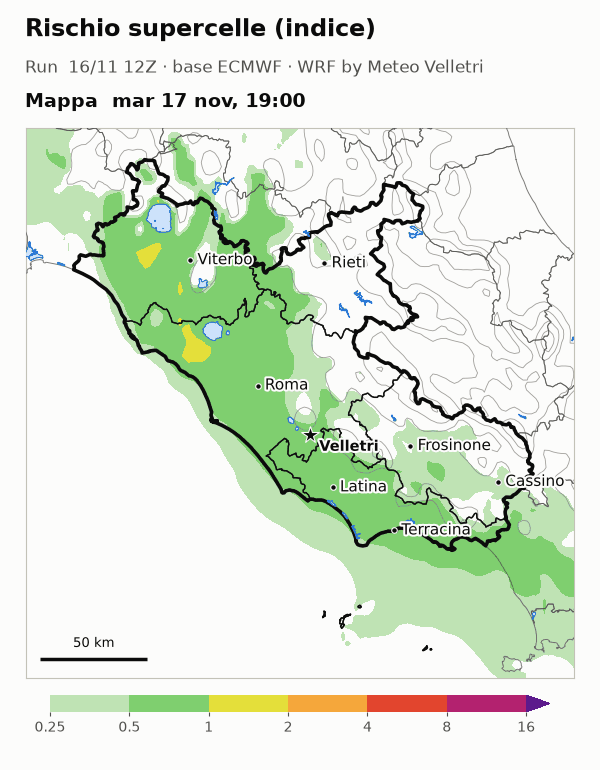 Rischio supercelle (indice)
Run  16/11 12Z · base ECMWF · WRF by Meteo Velletri
Mappa  mar 17 nov, 19:00
Viterbo
Rieti
Roma
Velletri
Frosinone
Cassino
Latina
Terracina
50 km
0.25 0.5 1 2 4 8 16